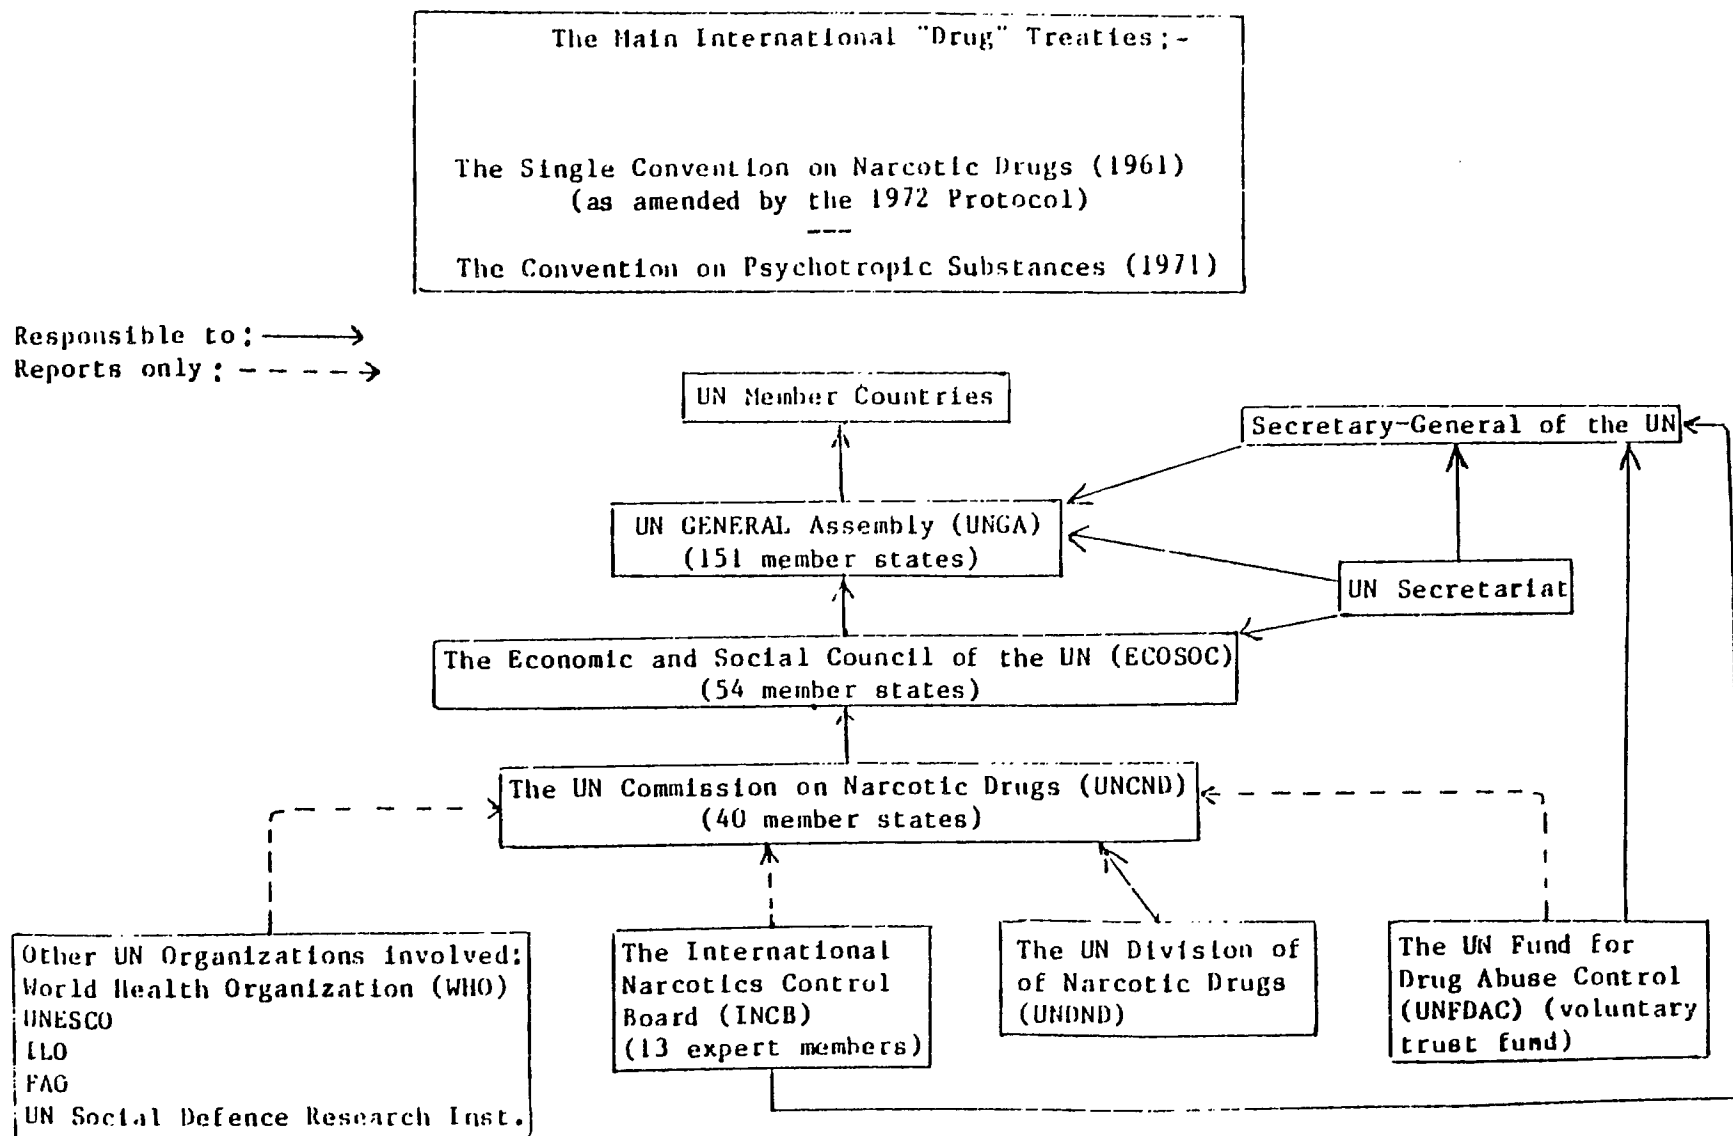 The Main International "Drug" Treaties:-
The Single Convention on Narcotic Drugs (1961)
(as amended by the 1972 Protocol)
---
The Convention on Psychotropic Substances (1971)
Responsible to:
Reports only:
UN Member Countries
Secretary-General of the UN
UN GENERAL Assembly (UNGA)
(151 member states)
UN Secretariat
The Economic and Social Council of the UN (ECOSOC)
(54 member states)
The UN Commission on Narcotic Drugs (UNCND)
(40 member states)
Other UN Organizations involved:
World Health Organization (WHO)
UNESCO
ILO
FAO
UN Social Defence Research Inst.
The International
Narcotics Control
Board (INCB)
(13 expert members)
The UN Division of
of Narcotic Drugs
(UNDND)
The UN Fund for
Drug Abuse Control
(UNFDAC) (voluntary
trust fund)